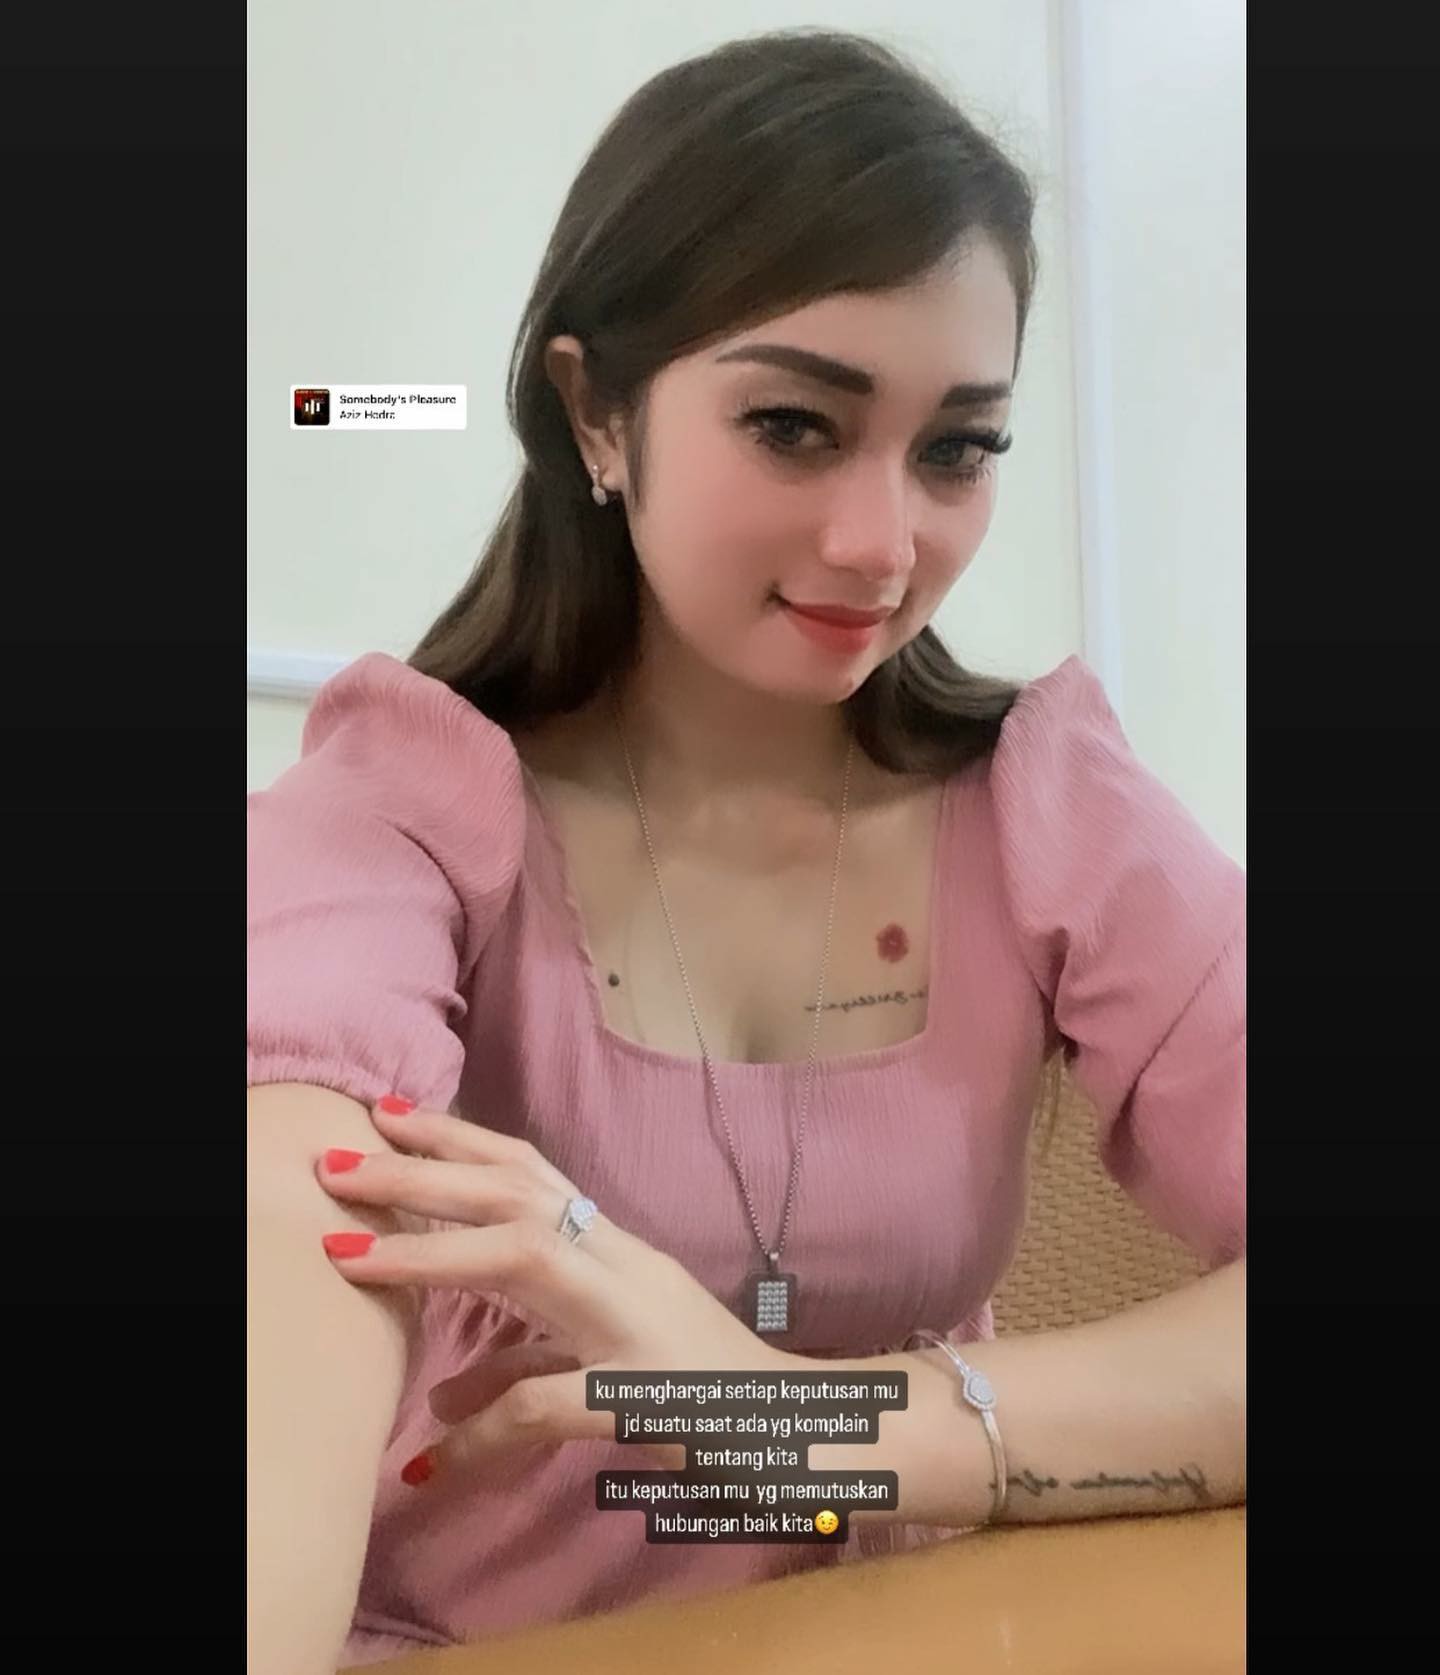 Somebody's Pleasure
Aziz Hedra
ku menghargai setiap keputusan mu
jd suatu saat ada yg komplain
tentang kita
itu keputusan mu yg memutuskan
hubungan baik kita😉